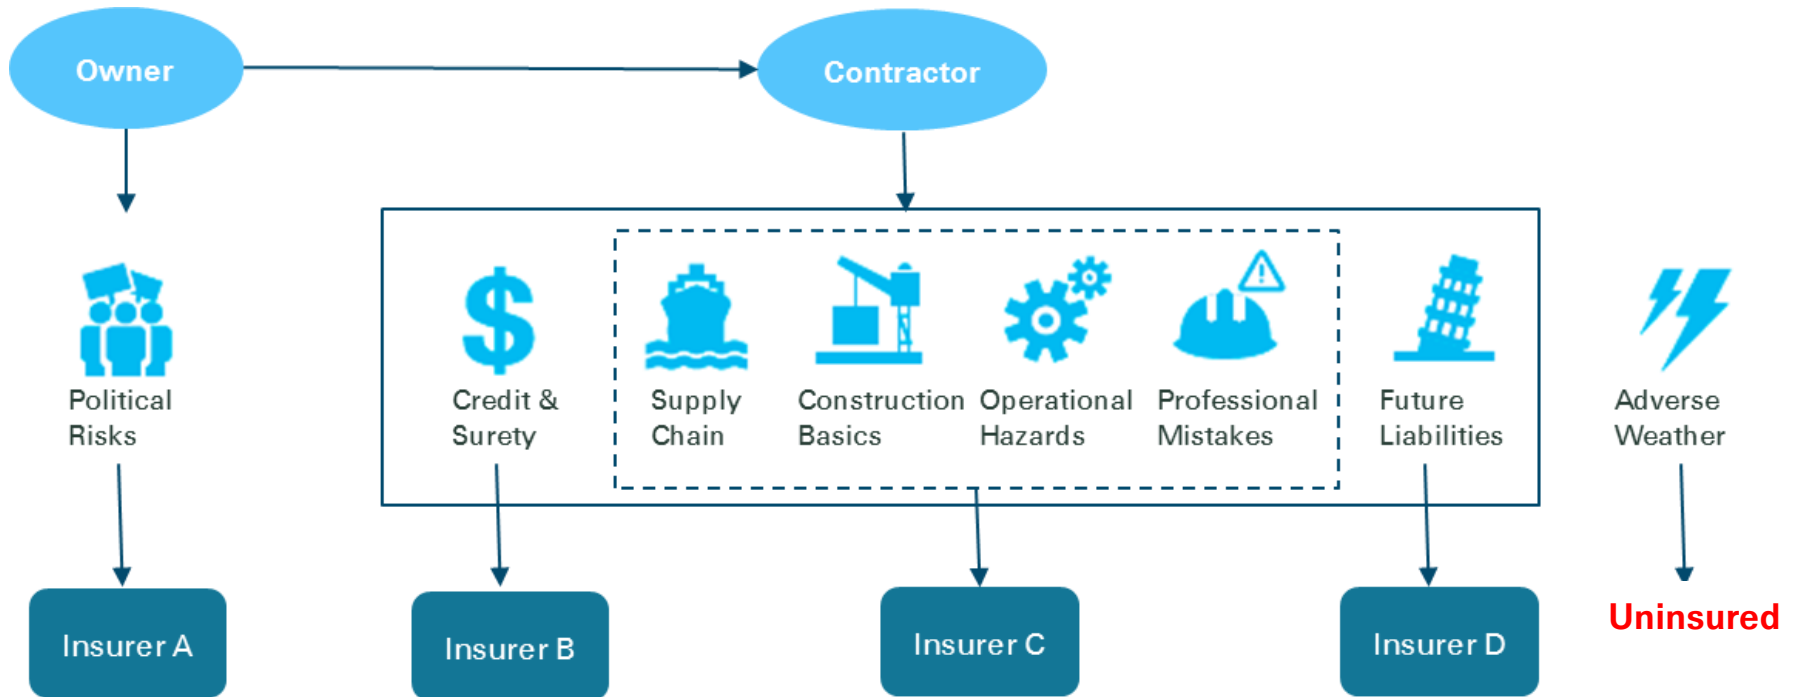 Owner
Contractor
Political
Risks
Credit &
Surety
Supply
Chain
Construction
Basics
Operational
Hazards
Professional
Mistakes
Future
Liabilities
Adverse
Weather
Insurer A
Insurer B
Insurer C
Insurer D
Uninsured